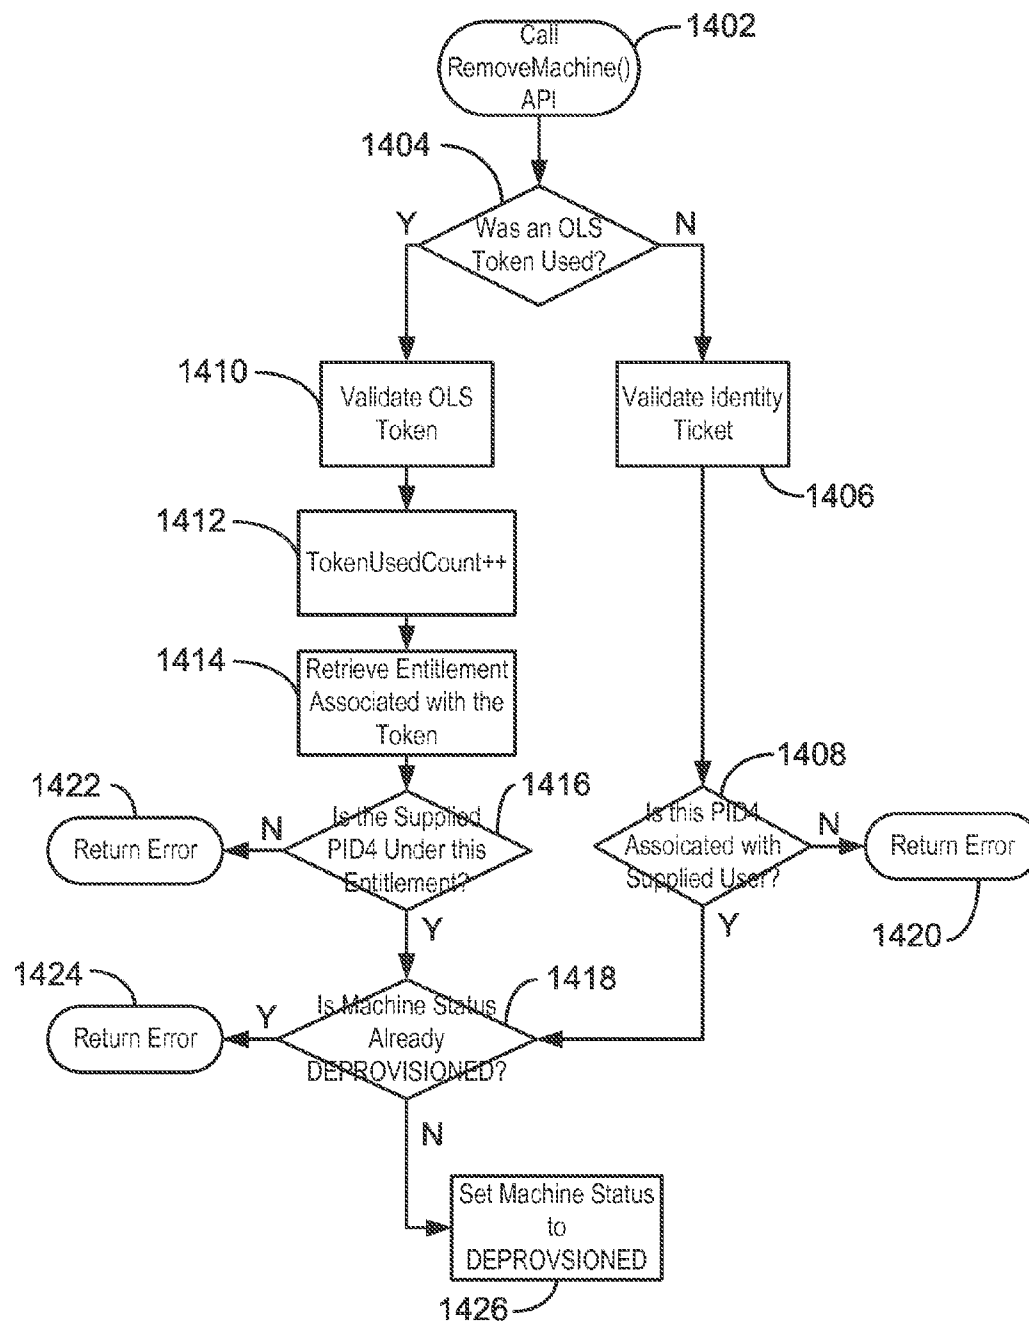 Call
RemoveMachine()
API
1402
1404
Was an OLS
Token Used?
Y
N
1410
Validate OLS
Token
Validate Identity
Ticket
1406
1412
TokenUsedCount++
1414
Retrieve Entitlement
Associated with the
Token
1422
Return Error
N
1416
Is the Supplied
PID4 Under this
Entitlement?
Y
1408
Is this PID4
Assoicated with
Supplied User?
N
Return Error
1420
Y
1424
Return Error
Y
1418
Is Machine Status
Already
DEPROVISIONED?
N
Set Machine Status
to
DEPROVSIONED
1426